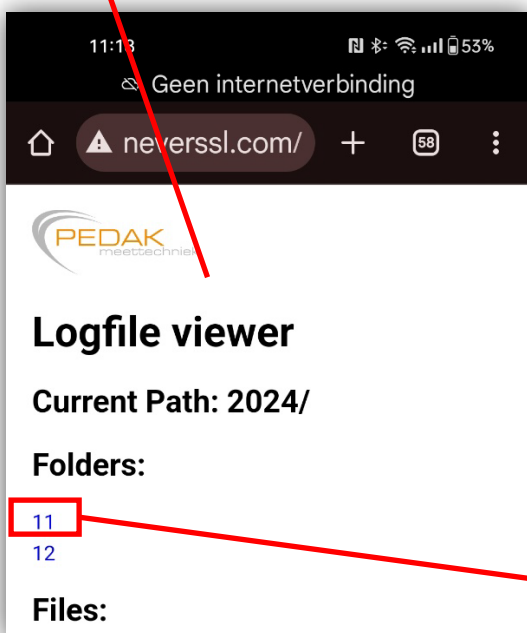 11:13
53%
Geen internetverbinding
neverssl.com/
58
PEDAK
meettechniek
Logfile viewer
Current Path: 2024/
Folders:
11
12
Files: